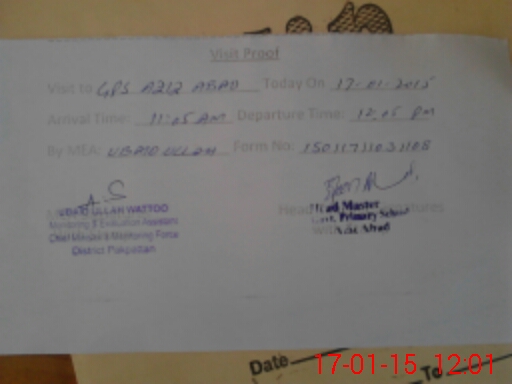 Visit Proof
Visit to GPS AZIZ ABAD Today On 17-01-2015
Arrival Time: 11:05 AM Departure Time: 12:05 PM
By MEA: UBAID ULLAH Form No:
UBAID ULLAH WATTOO
Monitoring & Evaluation Assistant
Chief Minister's Monitoring Force
District Pakpattan
Head Master
Govt. Primary School
Aziz Abad
Date To
17-01-15 12:01